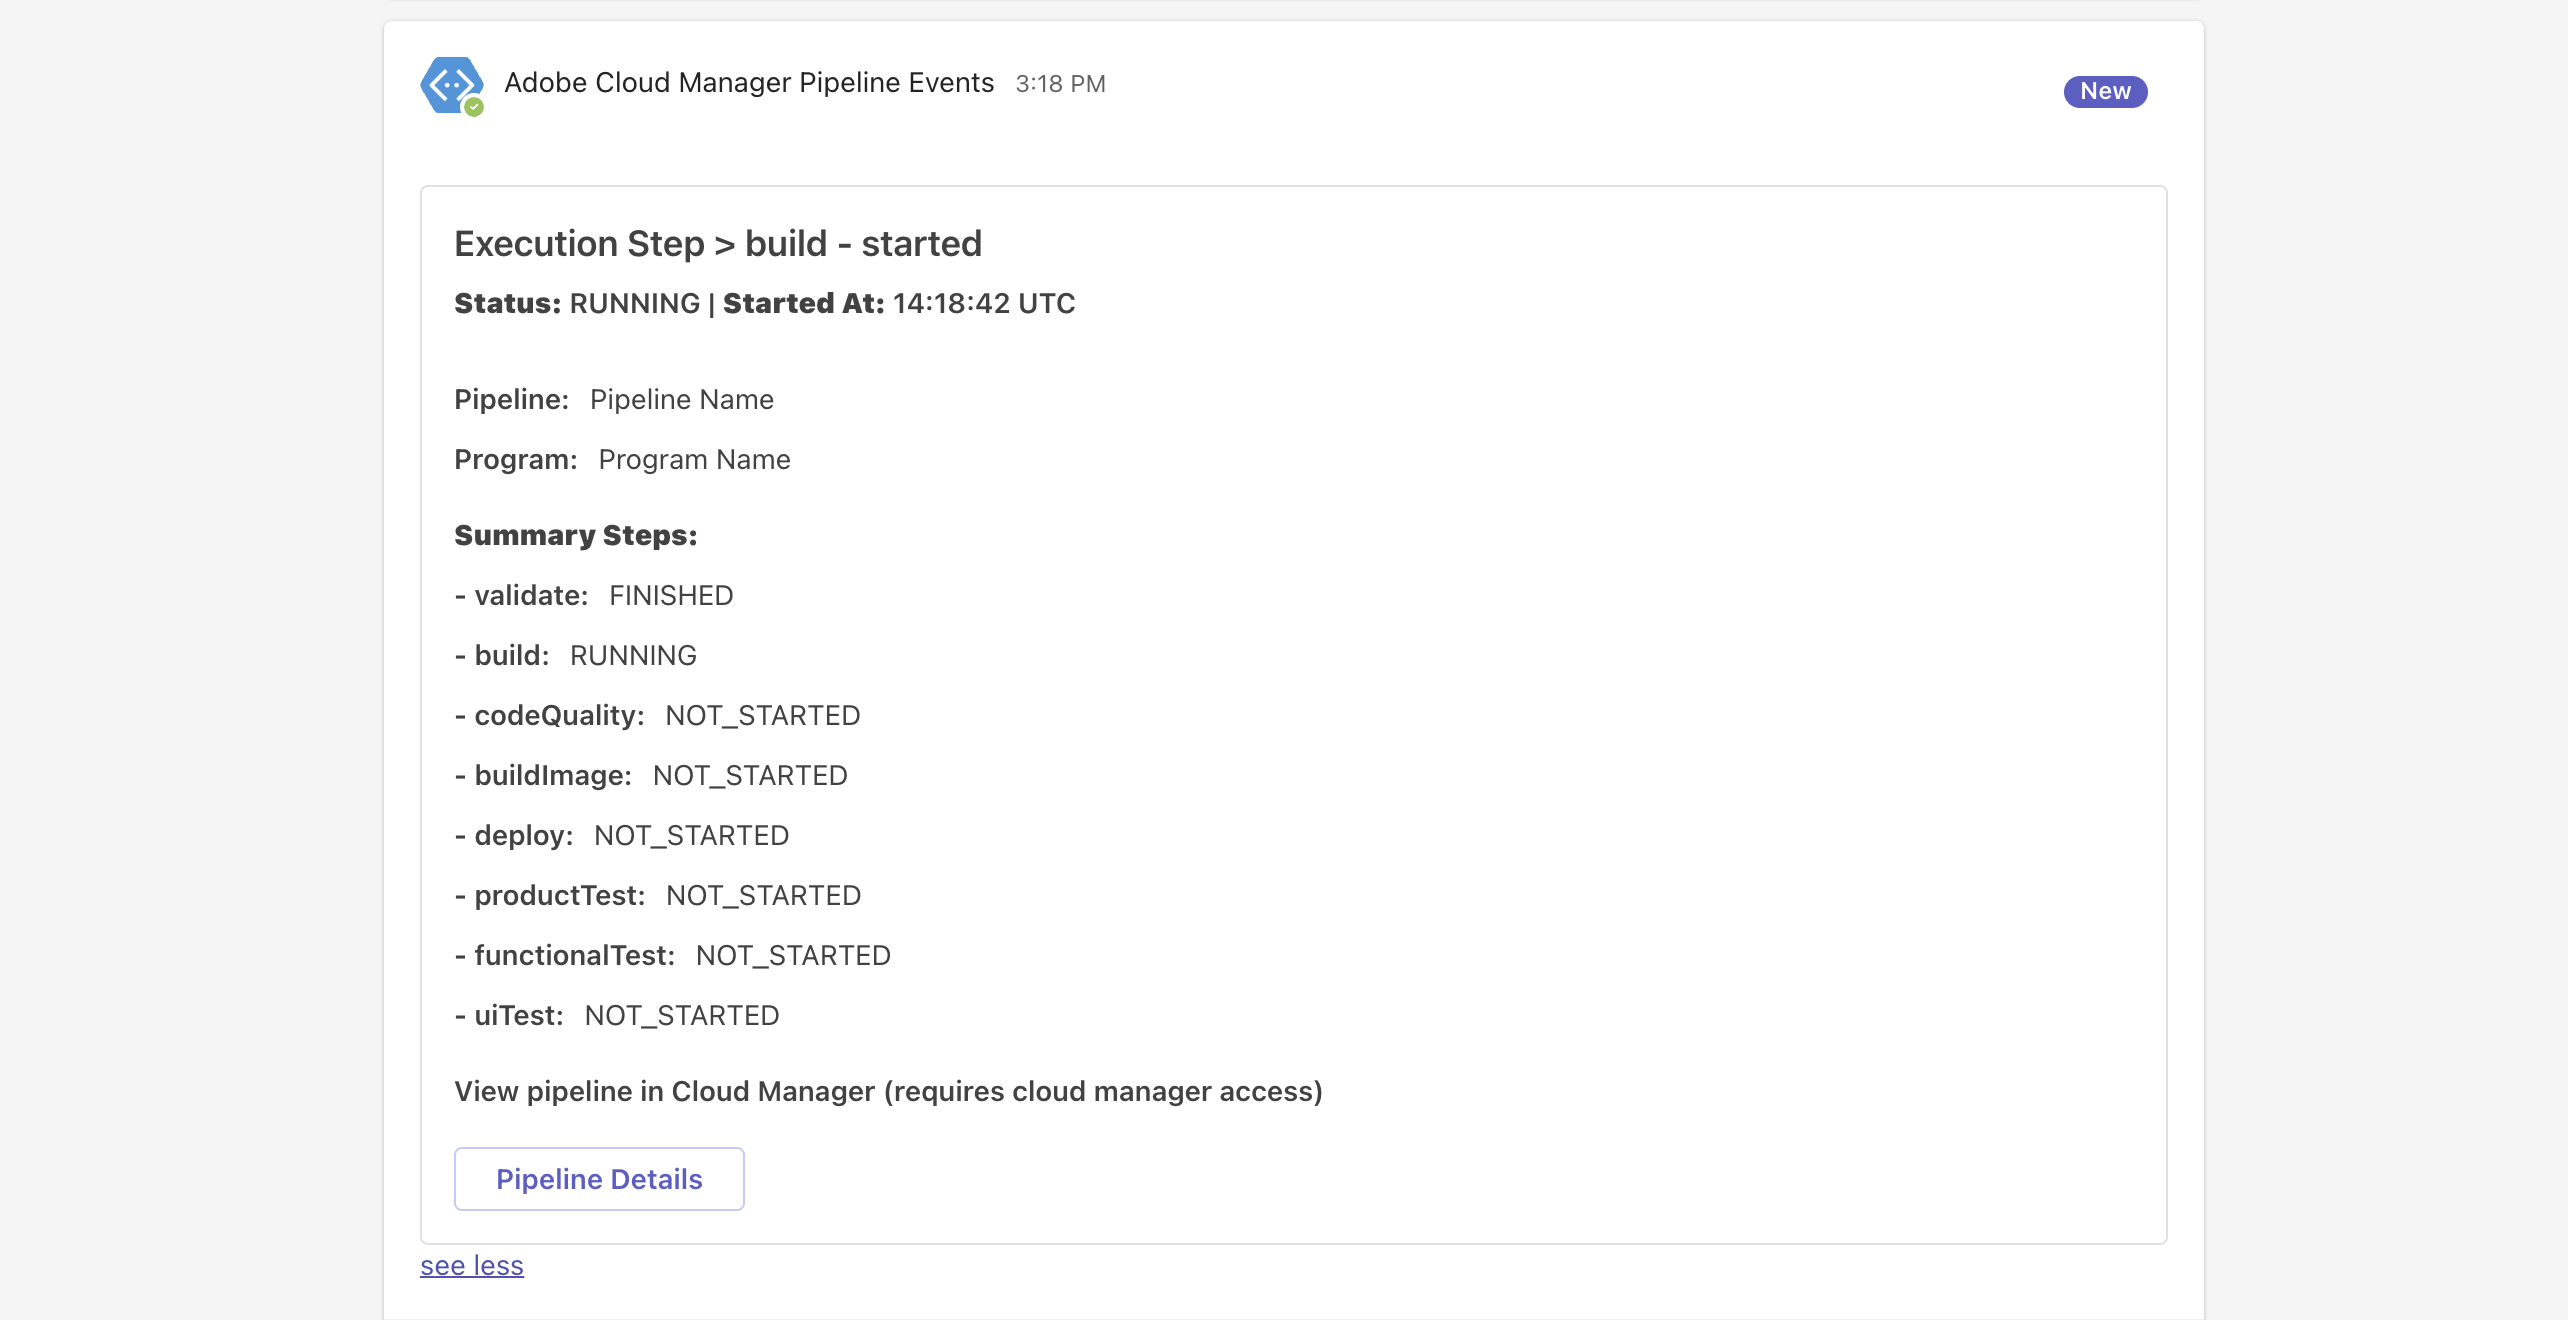 Adobe Cloud Manager Pipeline Events 3:18 PM
New
Execution Step > build - started
Status: RUNNING | Started At: 14:18:42 UTC
Pipeline: Pipeline Name
Program: Program Name
Summary Steps:
- validate: FINISHED
- build: RUNNING
- codeQuality: NOT_STARTED
- buildImage: NOT_STARTED
- deploy: NOT_STARTED
- productTest: NOT_STARTED
- functionalTest: NOT_STARTED
- uiTest: NOT_STARTED
View pipeline in Cloud Manager (requires cloud manager access)
Pipeline Details
see less